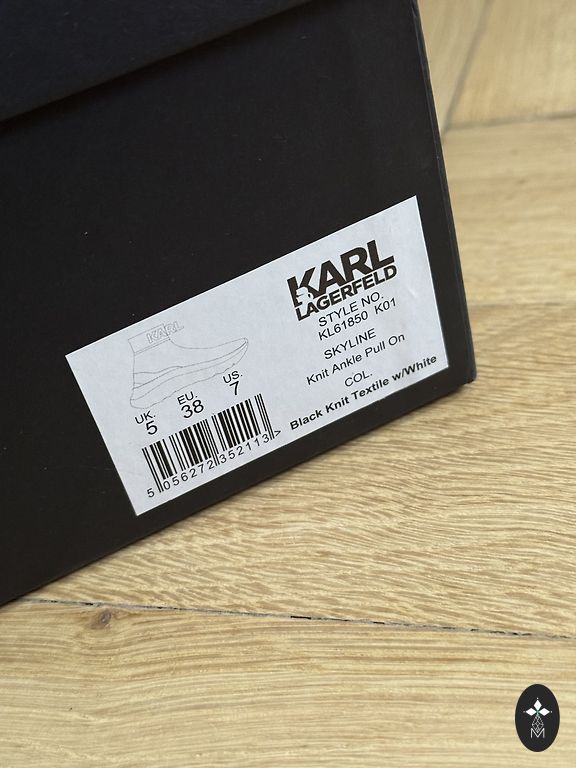 KARL
LAGERFELD
STYLE NO.
KL61850 K01
SKYLINE
Knit Ankle Pull On
COL.
Black Knit Textile w/White
KARL
UK. EU. US.
5 38 7
5 056272 352113 >
M